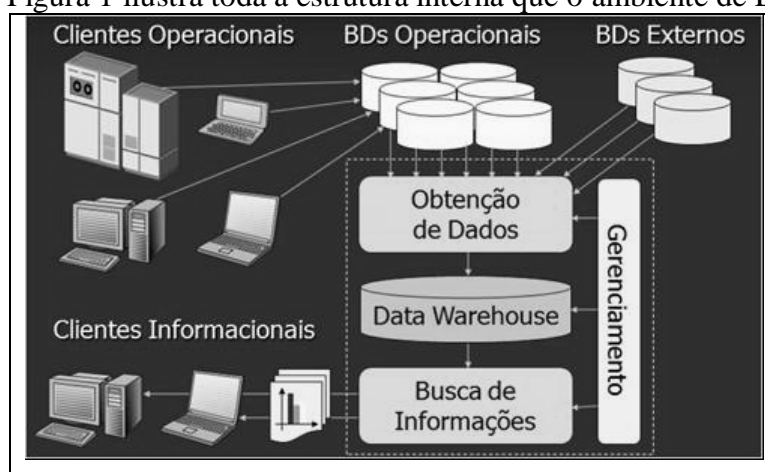 Figura 1 ilustra toda a estrutura interna que o ambiente de
Clientes Operacionais
BDs Operacionais
BDs Externos
Obtenção
de Dados
Gerenciamento
Data Warehouse
Clientes Informacionais
Busca de
Informações